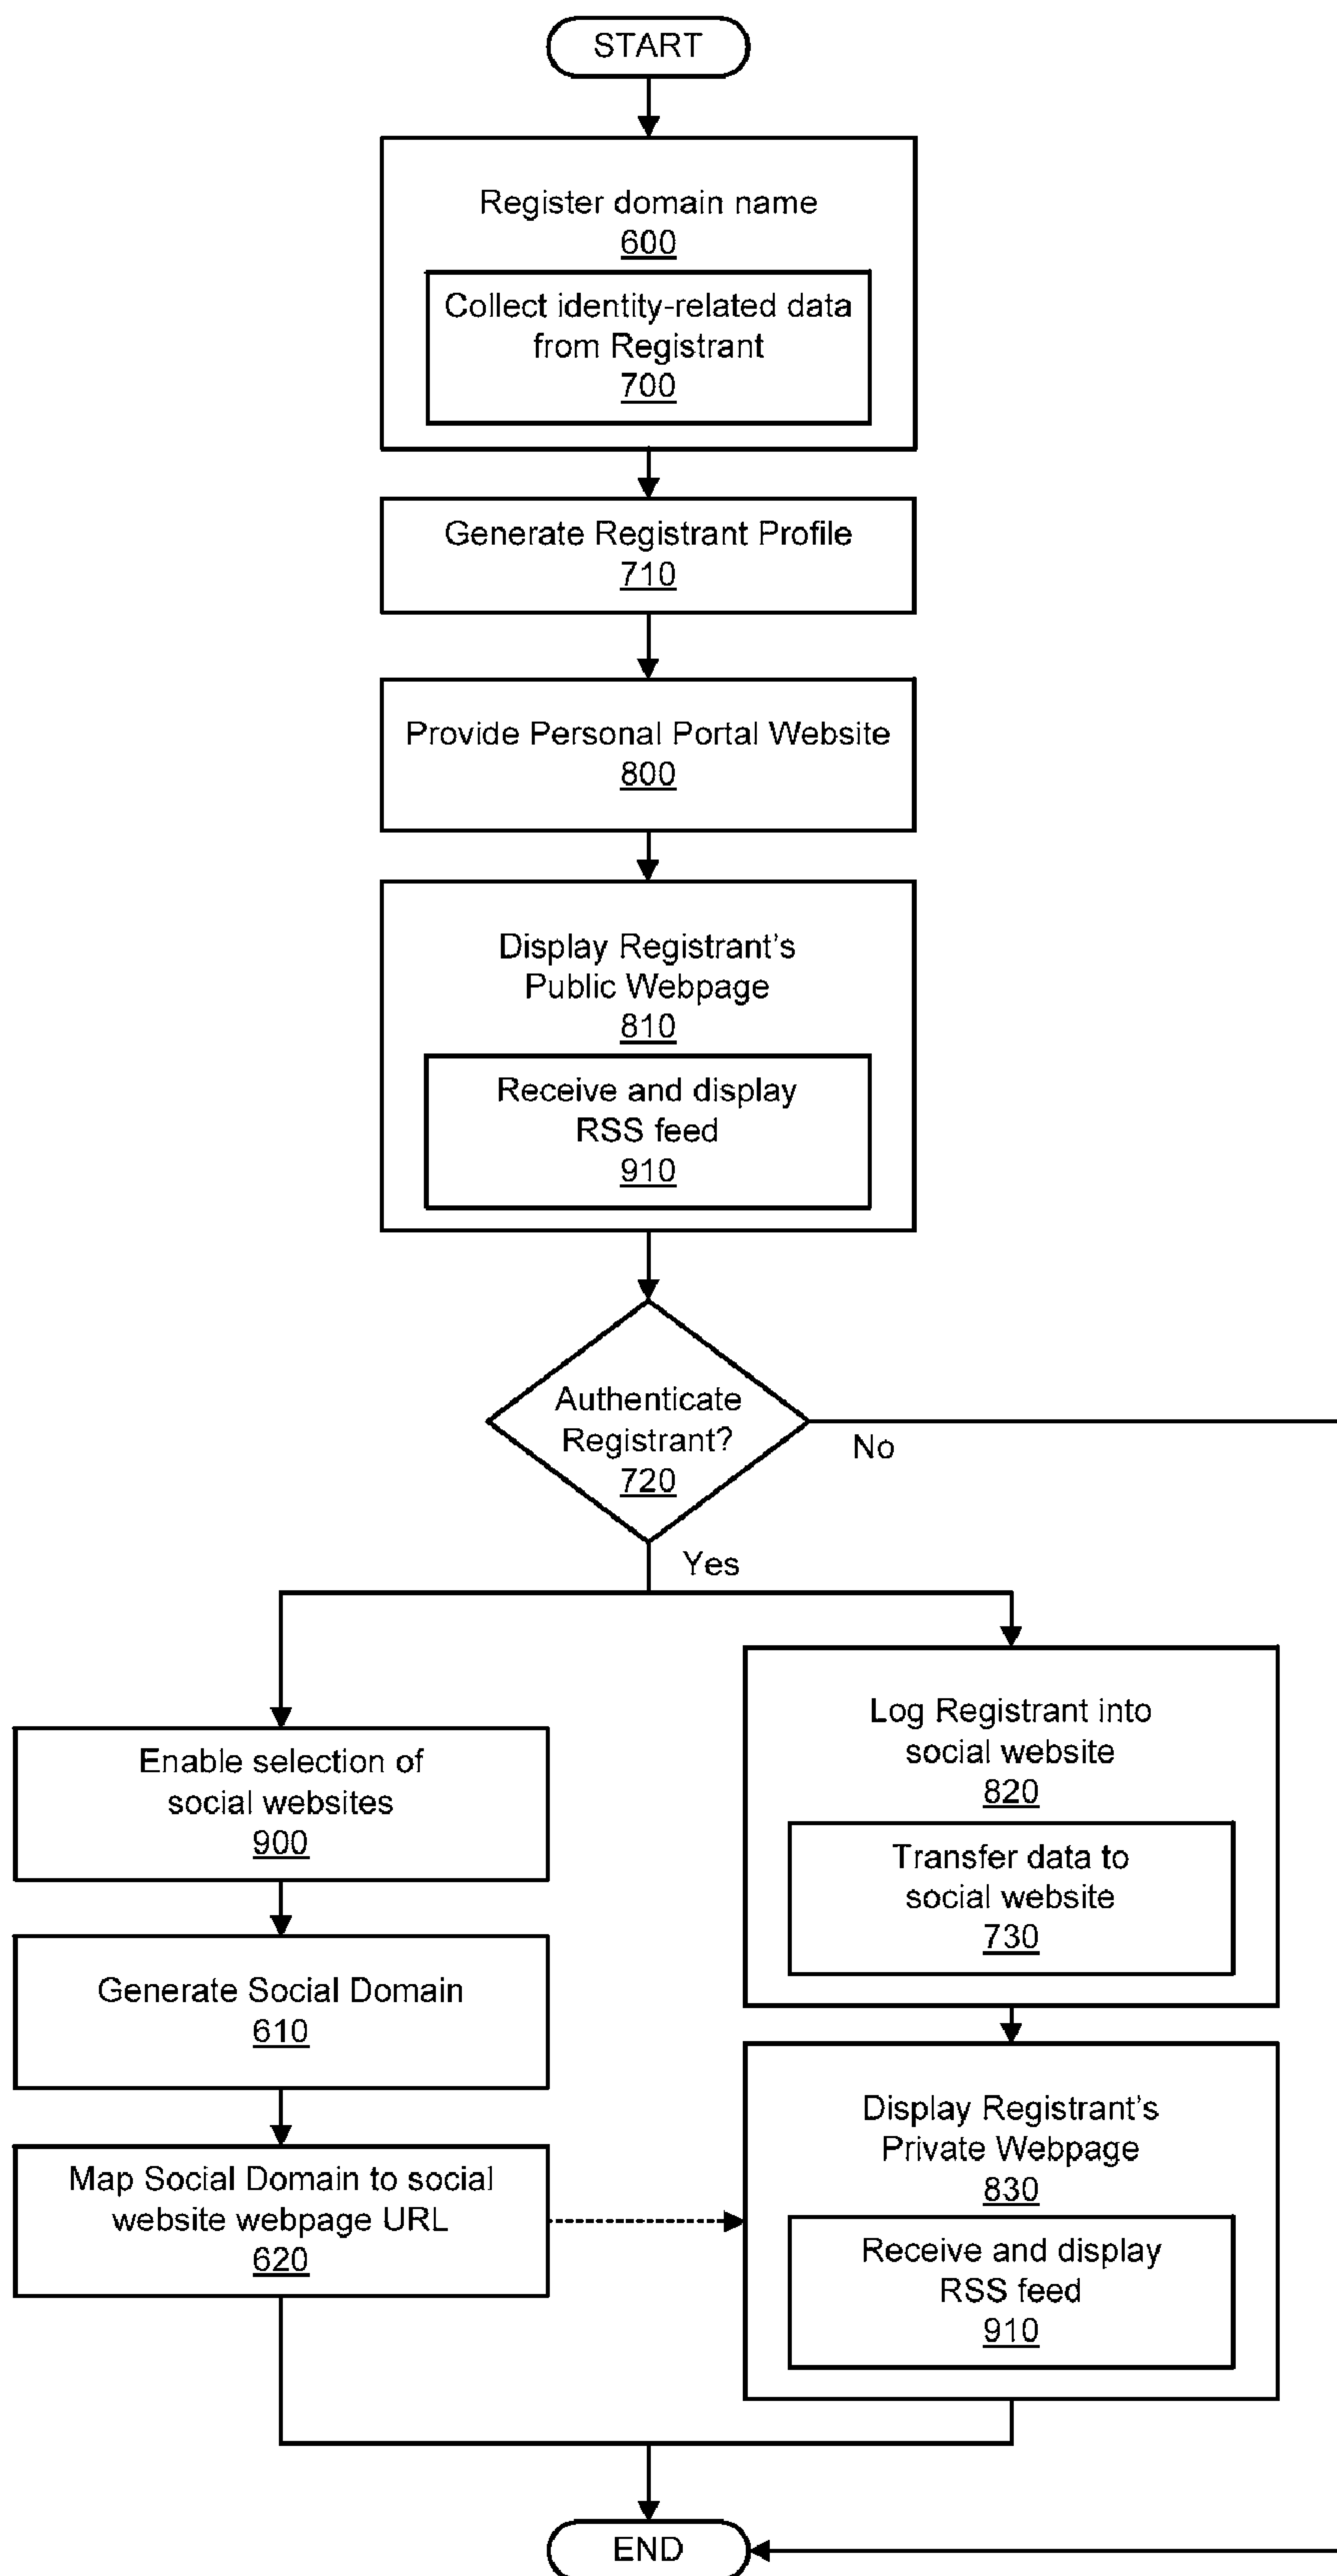 START
Register domain name
600
Collect identity-related data
from Registrant
700
Generate Registrant Profile
710
Provide Personal Portal Website
800
Display Registrant's
Public Webpage
810
Receive and display
RSS feed
910
Authenticate
Registrant?
720
No
Yes
Enable selection of
social websites
900
Generate Social Domain
610
Map Social Domain to social
website webpage URL
620
Log Registrant into
social website
820
Transfer data to
social website
730
Display Registrant's
Private Webpage
830
Receive and display
RSS feed
910
END